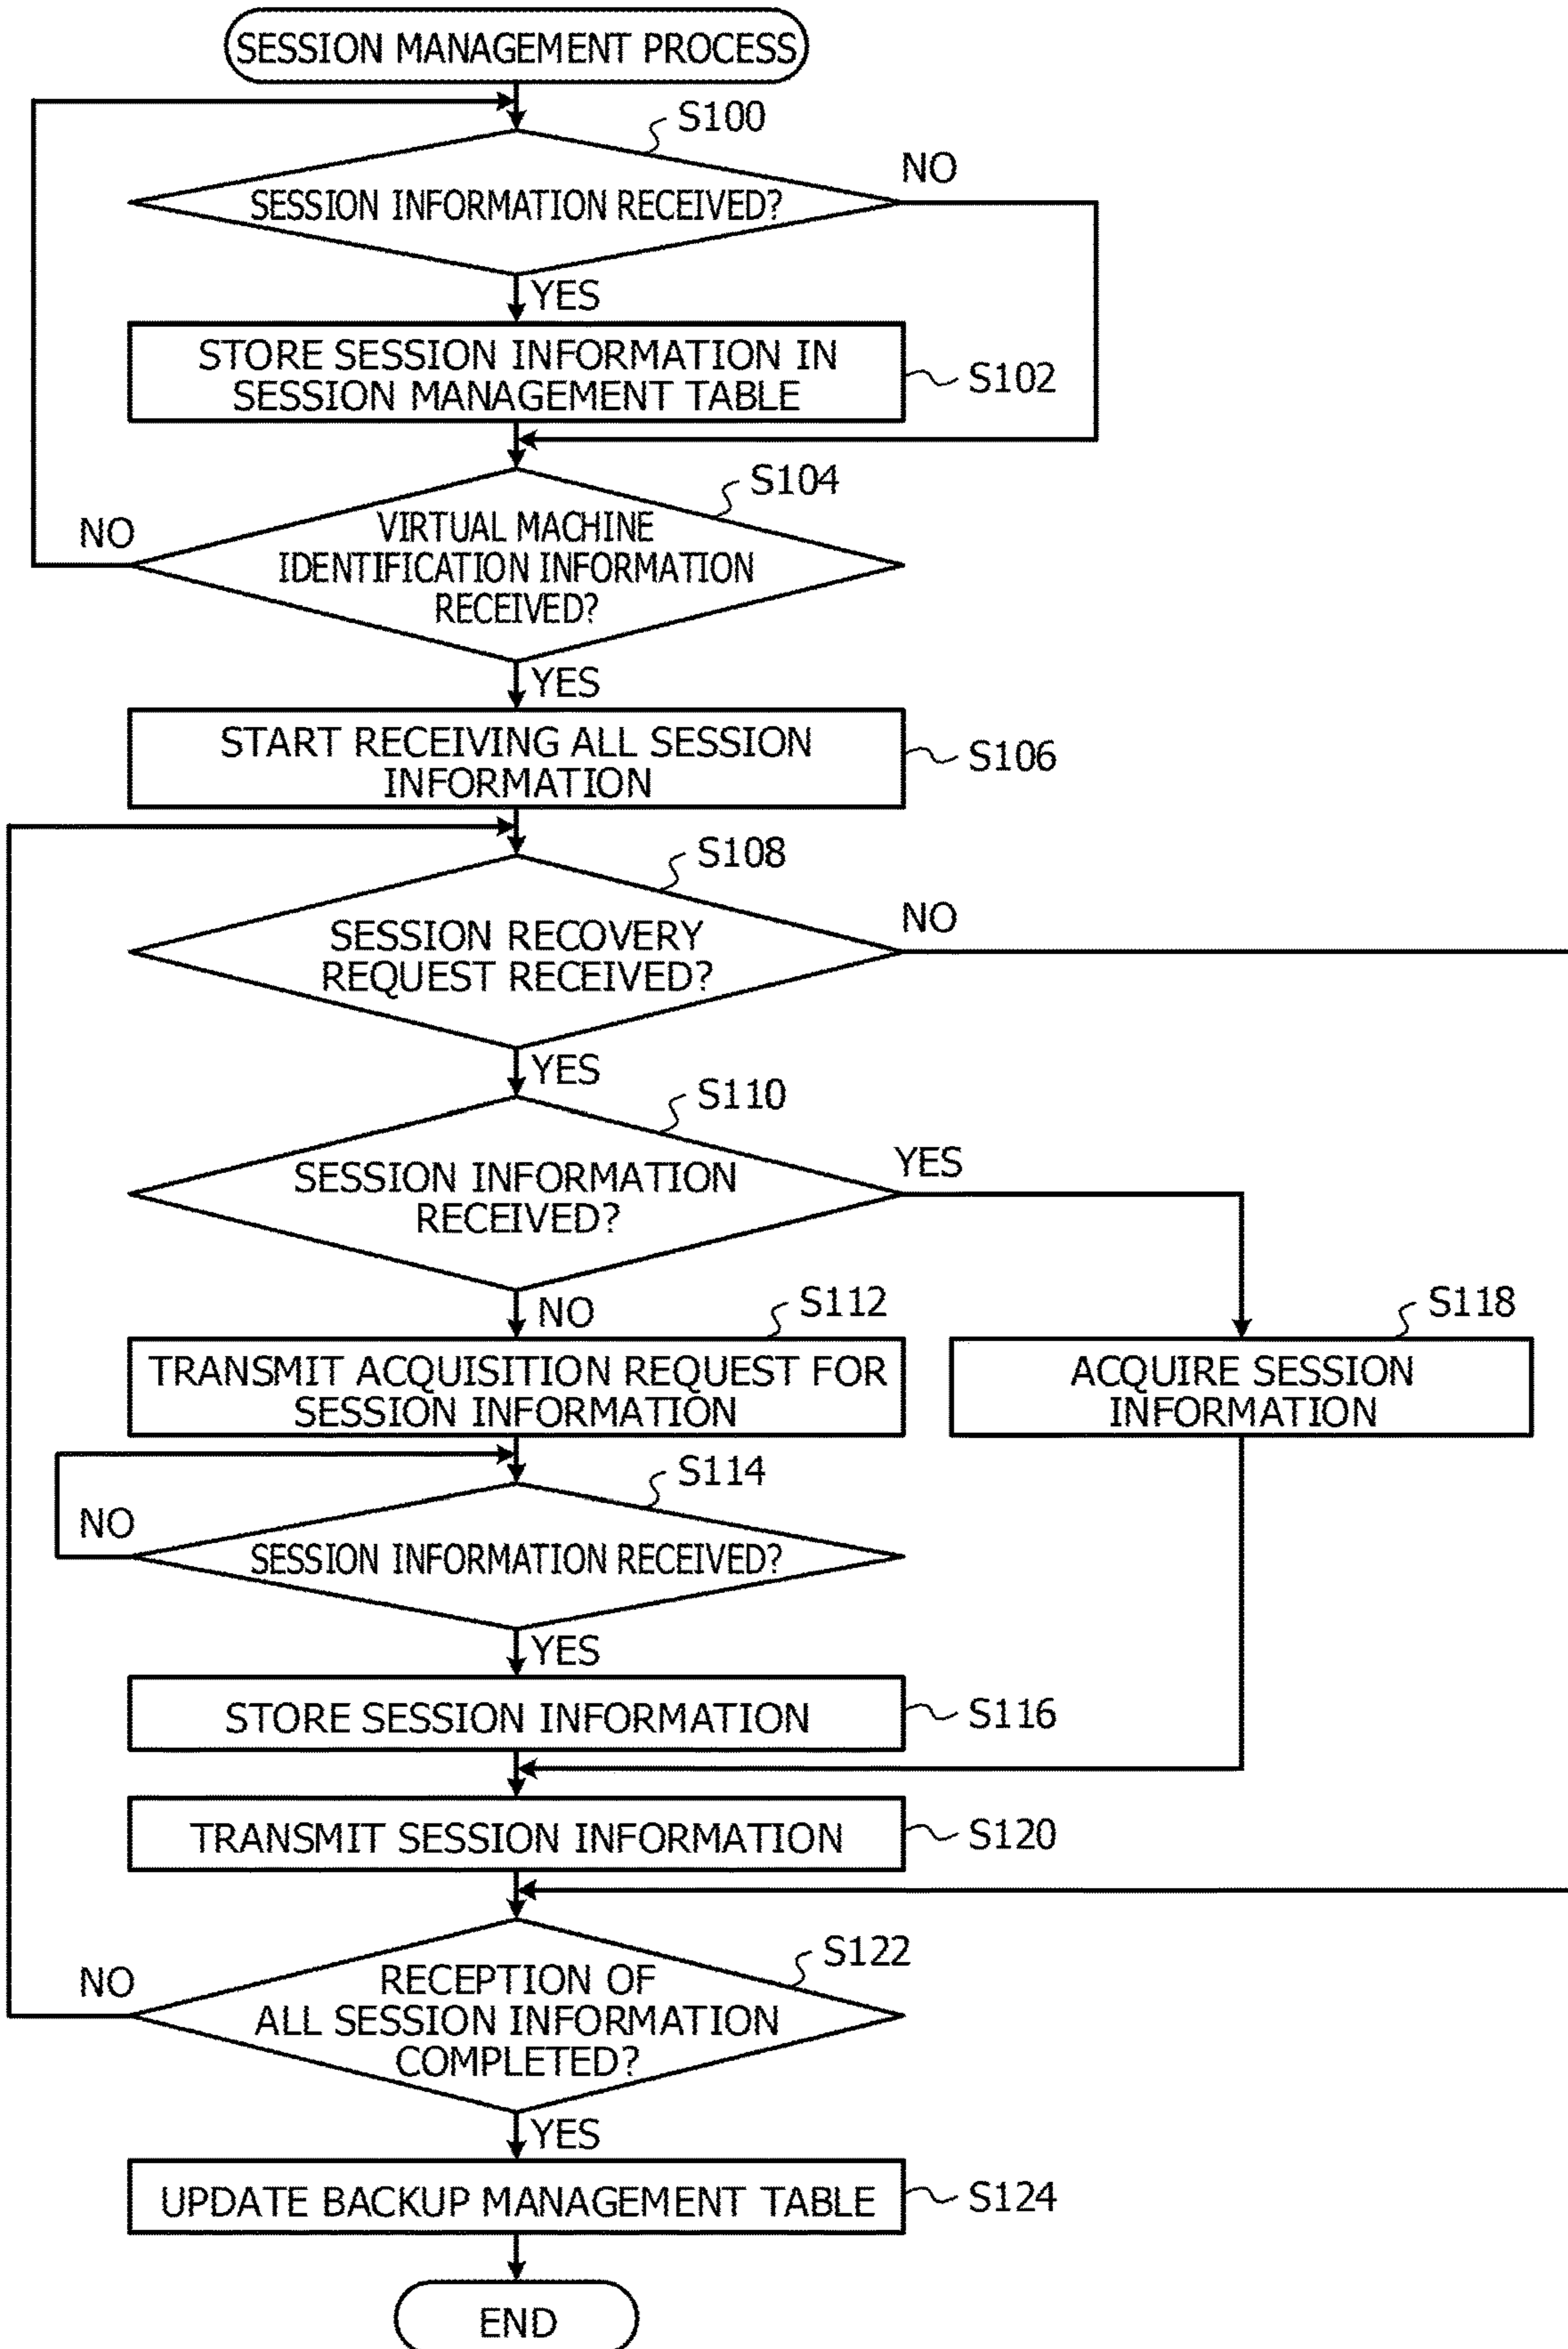 SESSION MANAGEMENT PROCESS
S100
SESSION INFORMATION RECEIVED?
NO
YES
STORE SESSION INFORMATION IN
SESSION MANAGEMENT TABLE
S102
S104
NO
VIRTUAL MACHINE
IDENTIFICATION INFORMATION
RECEIVED?
YES
START RECEIVING ALL SESSION
INFORMATION
S106
S108
SESSION RECOVERY
REQUEST RECEIVED?
NO
YES
S110
SESSION INFORMATION
RECEIVED?
YES
NO
S112
TRANSMIT ACQUISITION REQUEST FOR
SESSION INFORMATION
S118
ACQUIRE SESSION
INFORMATION
S114
NO
SESSION INFORMATION RECEIVED?
YES
STORE SESSION INFORMATION
S116
TRANSMIT SESSION INFORMATION
S120
S122
NO
RECEPTION OF
ALL SESSION INFORMATION
COMPLETED?
YES
UPDATE BACKUP MANAGEMENT TABLE
S124
END